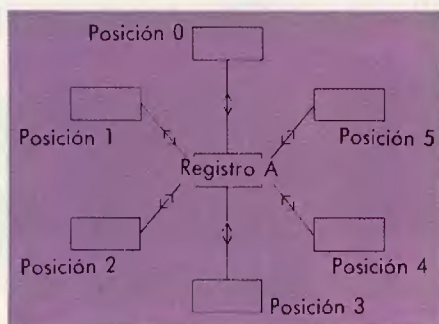 Posición 0
Posición 1
Posición 5
Registro A
Posición 2
Posición 4
Posición 3